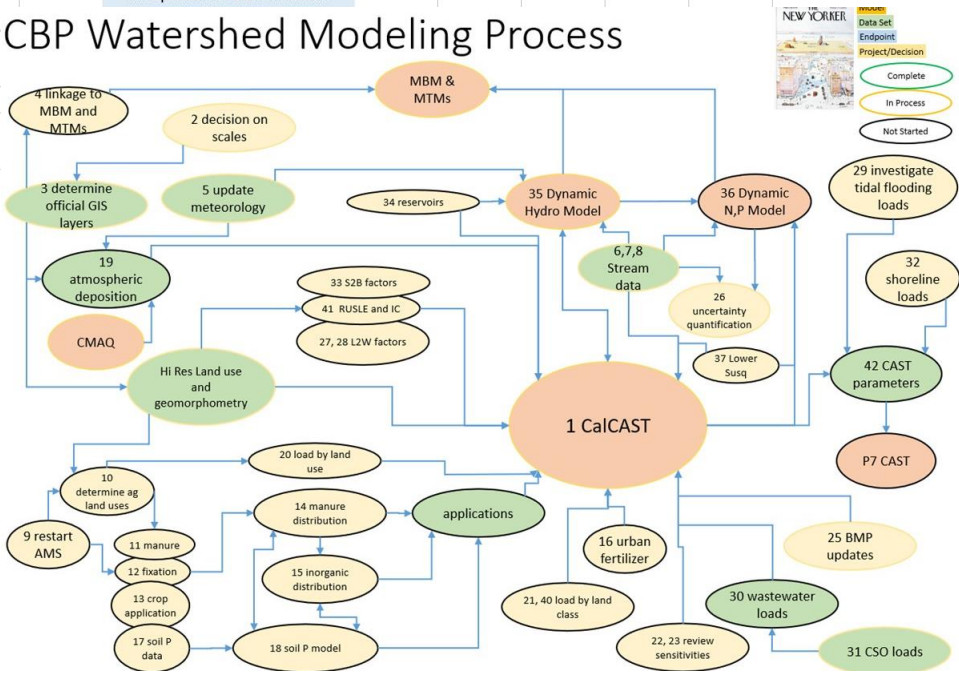 CBP Watershed Modeling Process
THE
NEW YORKER
Model
Data Set
Endpoint
Project/Decision
Complete
In Process
Not Started
MBM &
MTMs
4 linkage to
MBM and
MTMs
2 decision on
scales
3 determine
official GIS
layers
5 update
meteorology
34 reservoirs
35 Dynamic
Hydro Model
36 Dynamic
N,P Model
29 investigate
tidal flooding
loads
19
atmospheric
deposition
6,7,8
Stream
data
32
shoreline
loads
33 S2B factors
41 RUSLE and IC
27, 28 L2W factors
26
uncertainty
quantification
CMAQ
Hi Res Land use
and
geomorphometry
37 Lower
Susq
42 CAST
parameters
1 CalCAST
P7 CAST
20 load by land
use
10
determine ag
land uses
14 manure
distribution
applications
9 restart
AMS
11 manure
12 fixation
13 crop
application
17 soil P
data
15 inorganic
distribution
18 soil P model
16 urban
fertilizer
25 BMP
updates
21, 40 load by land
class
30 wastewater
loads
22, 23 review
sensitivities
31 CSO loads